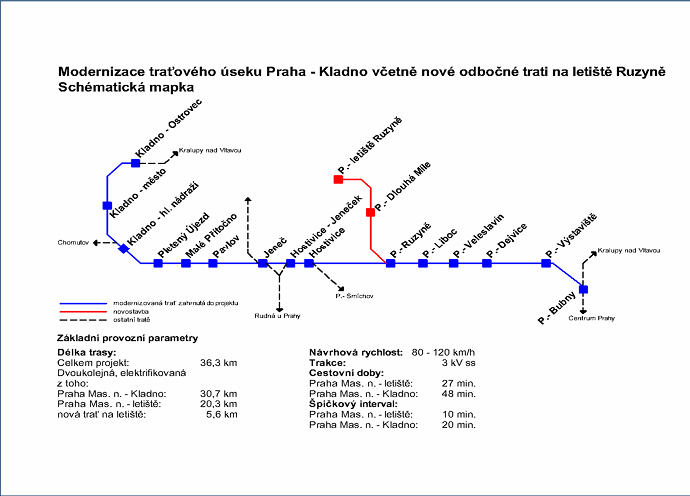 Modernizace traťového úseku Praha - Kladno včetně nové odbočné trati na letiště Ruzyně
Schématická mapka
Kladno - Ostrovec
Kralupy nad Vltavou
Kladno - město
Kladno - hl. nádraží
Chomutov
Pletený Újezd
Malé Přítočno
Pavlov
Jeneč
Hostivice - Jeneček
Hostivice
P.- letiště Ruzyně
P.- Dlouhá Míle
P.-Ruzyně
P.- Liboc
P.- Veleslavín
P.-Dejvice
P.- Výstaviště
Kralupy nad Vltavou
P.- Bubny
Centrum Prahy
P.- Smíchov
Rudná u Prahy
modernizovaná trať zahrnutá do projektu
novostavba
ostatní tratě
Základní provozní parametry
Délka trasy:
Celkem projekt: 36,3 km
Dvoukolejná, elektrifikovaná
z toho:
Praha Mas. n. - Kladno: 30,7 km
Praha Mas. n. - letiště: 20,3 km
nová trať na letiště: 5,6 km
Návrhová rychlost: 80 - 120 km/h
Trakce: 3 kV ss
Cestovní doby:
Praha Mas. n. - letiště: 27 min.
Praha Mas. n. - Kladno: 48 min.
Špičkový interval:
Praha Mas. n. - letiště: 10 min.
Praha Mas. n. - Kladno: 20 min.